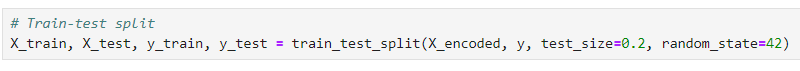 # Train-test split
X_train, X_test, y_train, y_test = train_test_split(X_encoded, y, test_size=0.2, random_state=42)